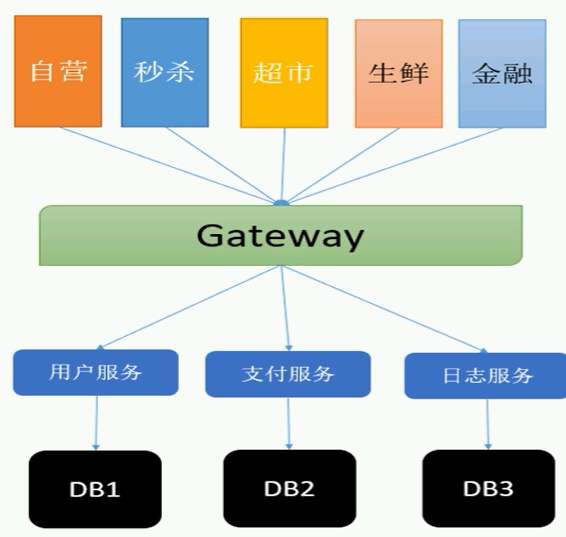 自营
秒杀
超市
生鲜
金融
Gateway
用户服务
支付服务
日志服务
DB1
DB2
DB3